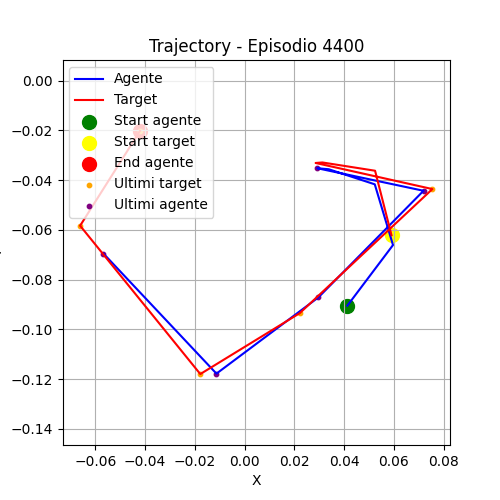 Trajectory - Episodio 4400
Agente
Target
Start agente
Start target
End agente
Ultimi target
Ultimi agente
0.00
−0.02
−0.04
−0.06
−0.08
−0.10
−0.12
−0.14
−0.06 −0.04 −0.02 0.00 0.02 0.04 0.06 0.08
X